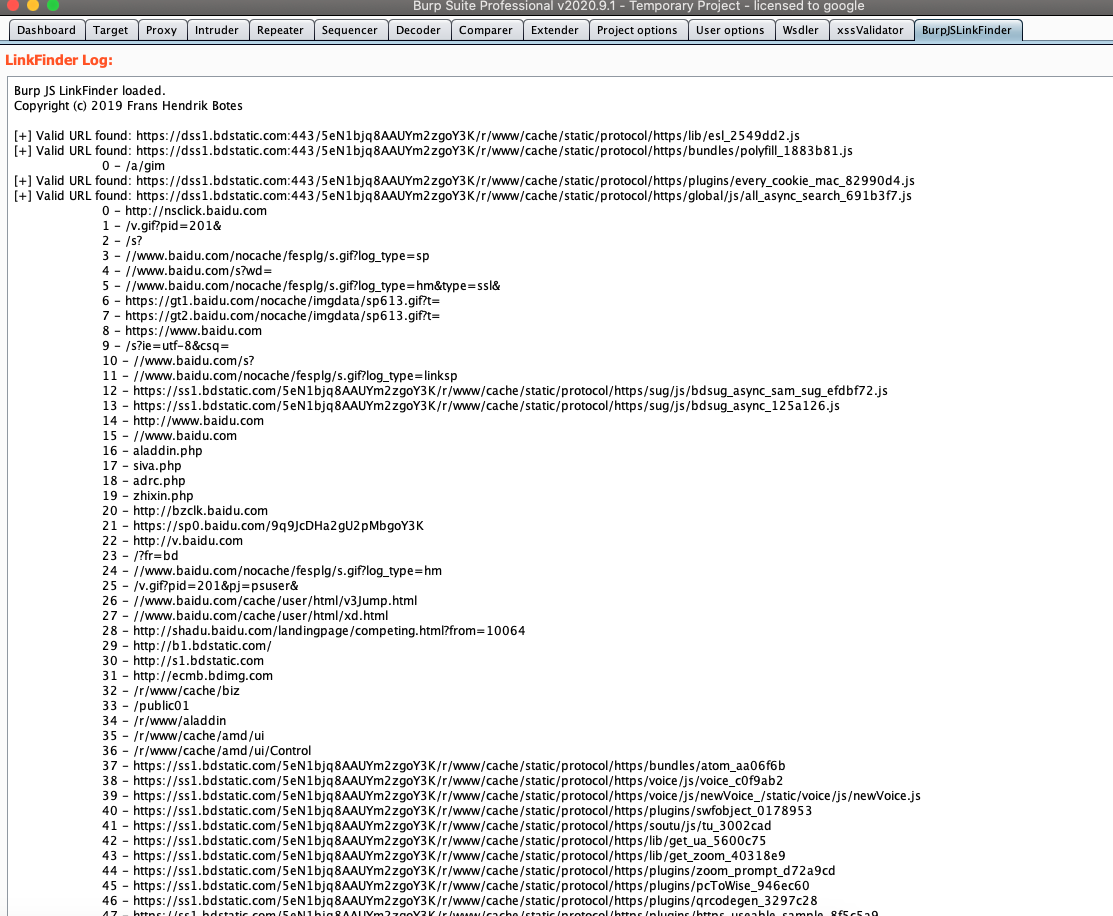 Burp Suite Professional v2020.9.1 - Temporary Project - licensed to google
Dashboard Target Proxy Intruder Repeater Sequencer Decoder Comparer Extender Project options User options Wsdler xssValidator BurpJSLinkFinder
LinkFinder Log:
Burp JS LinkFinder loaded.
Copyright (c) 2019 Frans Hendrik Botes
[+] Valid URL found: https://dss1.bdstatic.com:443/5eN1bjq8AAUYm2zgoY3K/r/www/cache/static/protocol/https/lib/esl_2549dd2.js
[+] Valid URL found: https://dss1.bdstatic.com:443/5eN1bjq8AAUYm2zgoY3K/r/www/cache/static/protocol/https/bundles/polyfill_1883b81.js
0 - /a/gim
[+] Valid URL found: https://dss1.bdstatic.com:443/5eN1bjq8AAUYm2zgoY3K/r/www/cache/static/protocol/https/plugins/every_cookie_mac_82990d4.js
[+] Valid URL found: https://dss1.bdstatic.com:443/5eN1bjq8AAUYm2zgoY3K/r/www/cache/static/protocol/https/global/js/all_async_search_691b3f7.js
0 - http://nsclick.baidu.com
1 - /v.gif?pid=201&
2 - /s?
3 - //www.baidu.com/nocache/fesplg/s.gif?log_type=sp
4 - //www.baidu.com/s?wd=
5 - //www.baidu.com/nocache/fesplg/s.gif?log_type=hm&type=ssl&
6 - https://gt1.baidu.com/nocache/imgdata/sp613.gif?t=
7 - https://gt2.baidu.com/nocache/imgdata/sp613.gif?t=
8 - https://www.baidu.com
9 - /s?ie=utf-8&csq=
10 - //www.baidu.com/s?
11 - //www.baidu.com/nocache/fesplg/s.gif?log_type=linksp
12 - https://ss1.bdstatic.com/5eN1bjq8AAUYm2zgoY3K/r/www/cache/static/protocol/https/sug/js/bdsug_async_sam_sug_efdbf72.js
13 - https://ss1.bdstatic.com/5eN1bjq8AAUYm2zgoY3K/r/www/cache/static/protocol/https/sug/js/bdsug_async_125a126.js
14 - http://www.baidu.com
15 - //www.baidu.com
16 - aladdin.php
17 - siva.php
18 - adrc.php
19 - zhixin.php
20 - http://bzclk.baidu.com
21 - https://sp0.baidu.com/9q9JcDHa2gU2pMbgoY3K
22 - http://v.baidu.com
23 - /?fr=bd
24 - //www.baidu.com/nocache/fesplg/s.gif?log_type=hm
25 - /v.gif?pid=201&pj=psuser&
26 - //www.baidu.com/cache/user/html/v3Jump.html
27 - //www.baidu.com/cache/user/html/xd.html
28 - http://shadu.baidu.com/landingpage/competing.html?from=10064
29 - http://b1.bdstatic.com/
30 - http://s1.bdstatic.com
31 - http://ecmb.bdimg.com
32 - /r/www/cache/biz
33 - /public01
34 - /r/www/aladdin
35 - /r/www/cache/amd/ui
36 - /r/www/cache/amd/ui/Control
37 - https://ss1.bdstatic.com/5eN1bjq8AAUYm2zgoY3K/r/www/cache/static/protocol/https/bundles/atom_aa06f6b
38 - https://ss1.bdstatic.com/5eN1bjq8AAUYm2zgoY3K/r/www/cache/static/protocol/https/voice/js/voice_c0f9ab2
39 - https://ss1.bdstatic.com/5eN1bjq8AAUYm2zgoY3K/r/www/cache/static/protocol/https/voice/js/newVoice_/static/voice/js/newVoice.js
40 - https://ss1.bdstatic.com/5eN1bjq8AAUYm2zgoY3K/r/www/cache/static/protocol/https/plugins/swfobject_0178953
41 - https://ss1.bdstatic.com/5eN1bjq8AAUYm2zgoY3K/r/www/cache/static/protocol/https/soutu/js/tu_3002cad
42 - https://ss1.bdstatic.com/5eN1bjq8AAUYm2zgoY3K/r/www/cache/static/protocol/https/lib/get_ua_5600c75
43 - https://ss1.bdstatic.com/5eN1bjq8AAUYm2zgoY3K/r/www/cache/static/protocol/https/lib/get_zoom_40318e9
44 - https://ss1.bdstatic.com/5eN1bjq8AAUYm2zgoY3K/r/www/cache/static/protocol/https/plugins/zoom_prompt_d72a9cd
45 - https://ss1.bdstatic.com/5eN1bjq8AAUYm2zgoY3K/r/www/cache/static/protocol/https/plugins/pcToWise_946ec60
46 - https://ss1.bdstatic.com/5eN1bjq8AAUYm2zgoY3K/r/www/cache/static/protocol/https/plugins/qrcodegen_3297c28
47 - https://ss1.bdstatic.com/5eN1bjq8AAUYm2zgoY3K/r/www/cache/static/protocol/https/plugins/https_useable_sample_8f5c5a9